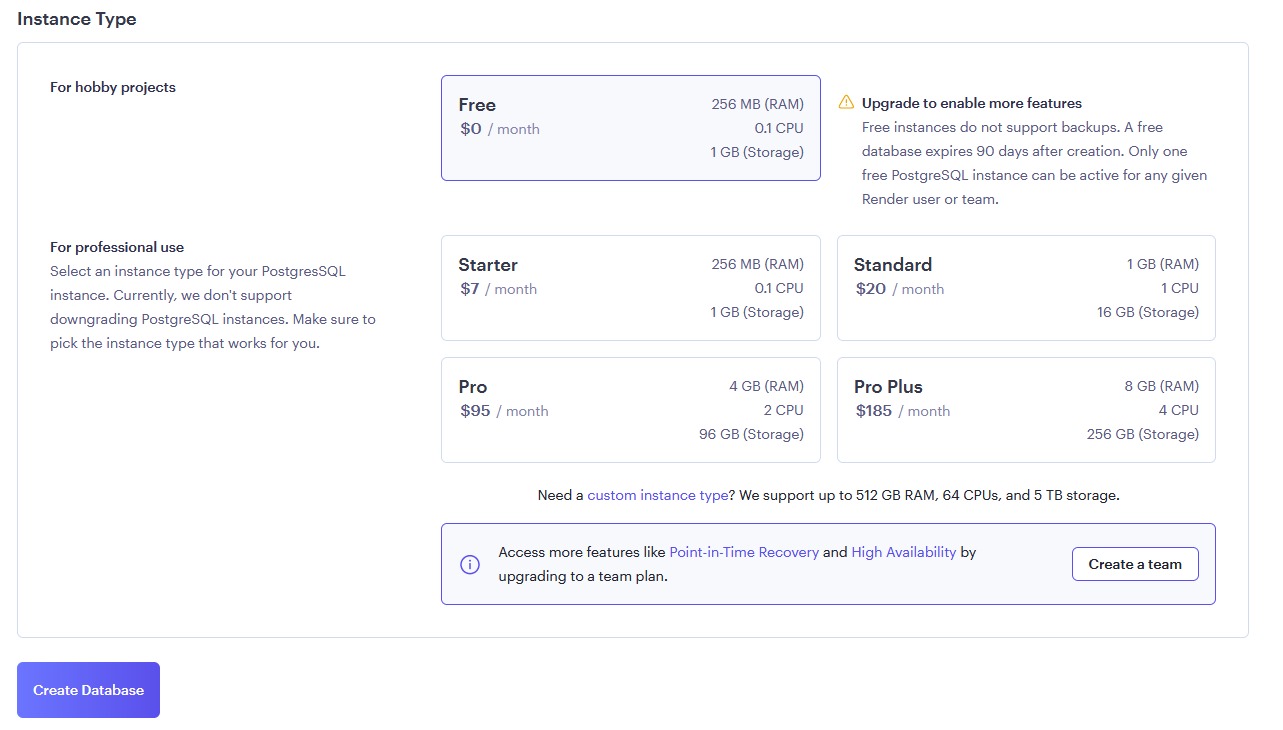 Instance Type
For hobby projects
Free
$0 / month
256 MB (RAM)
0.1 CPU
1 GB (Storage)
Upgrade to enable more features
Free instances do not support backups. A free
database expires 90 days after creation. Only one
free PostgreSQL instance can be active for any given
Render user or team.
For professional use
Select an instance type for your PostgresSQL
instance. Currently, we don't support
downgrading PostgreSQL instances. Make sure to
pick the instance type that works for you.
Starter
$7 / month
256 MB (RAM)
0.1 CPU
1 GB (Storage)
Standard
$20 / month
1 GB (RAM)
1 CPU
16 GB (Storage)
Pro
$95 / month
4 GB (RAM)
2 CPU
96 GB (Storage)
Pro Plus
$185 / month
8 GB (RAM)
4 CPU
256 GB (Storage)
Need a custom instance type? We support up to 512 GB RAM, 64 CPUs, and 5 TB storage.
Access more features like Point-in-Time Recovery and High Availability by
upgrading to a team plan.
Create a team
Create Database